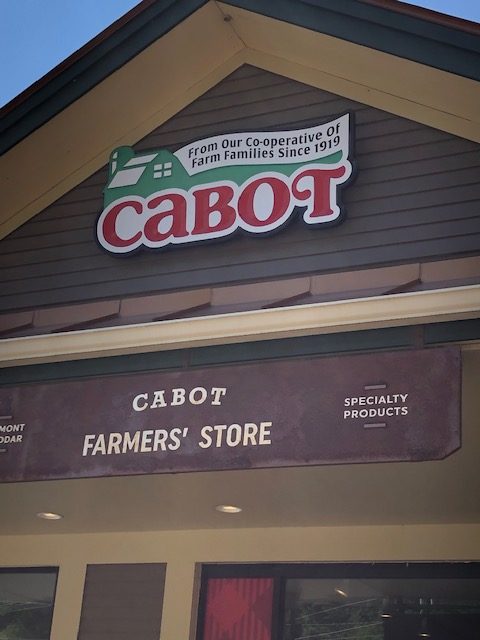 From Our Co-operative Of
Farm Families Since 1919
CABOT
CABOT
FARMERS' STORE
SPECIALTY
PRODUCTS